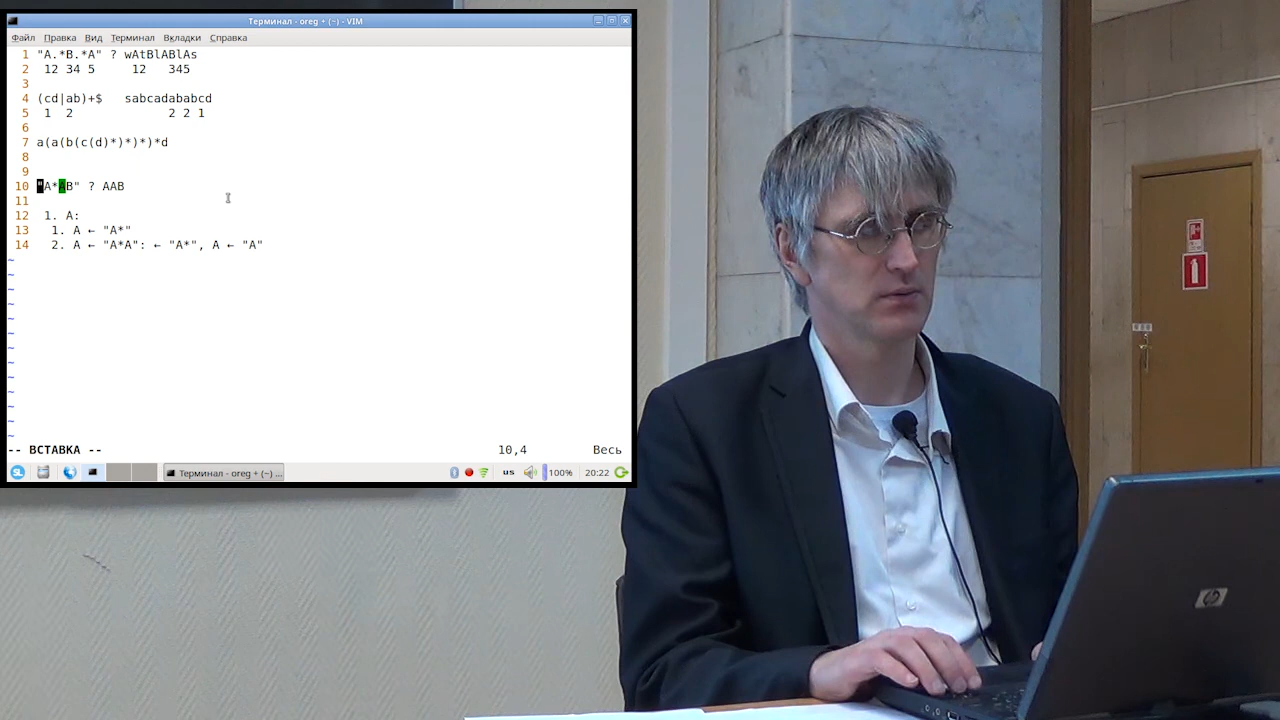 Терминал - oreg + (~) - VIM
Файл Правка Вид Терминал Вкладки Справка
1 "A.*B.*A" ? wAtBlABlAs
2 12 34 5 12 345
3
4 (cd|ab)+$ sabcadababcd
5 1 2 2 2 1
6
7 a(a(b(c(d)*)*)*)*d
8
9
10 "A*AB" ? AAB
11
12 1. A:
13 1. A ← "A*"
14 2. A ← "A*A": ← "A*", A ← "A"
~
~
~
~
~
~
~
~
~
~
~
~
~
-- ВСТАВКА -- 10,4 Весь
SL Терминал - oreg + (~) ... us 100% 20:22
hp